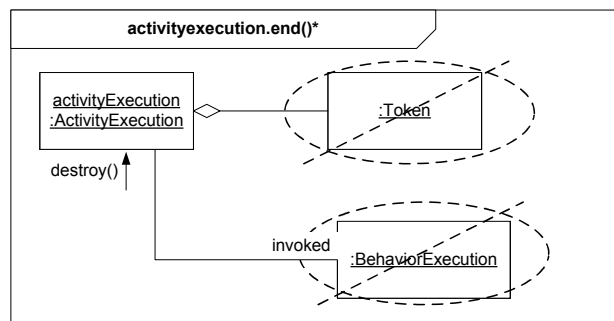 activityexecution.end()*
activityExecution
:ActivityExecution
:Token
destroy()
invoked
:BehaviorExecution